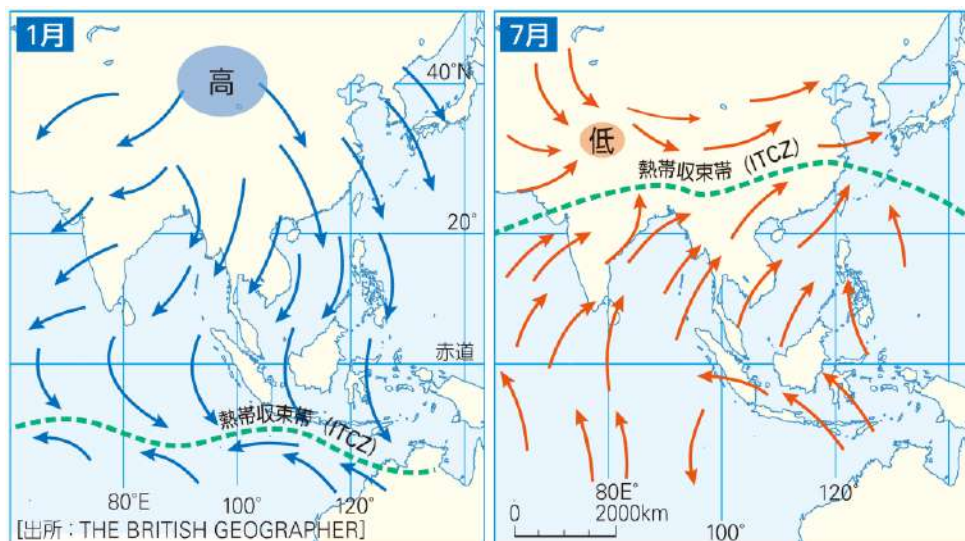 1月
高
40°N
20°
赤道
熱帯収束帯（ITCZ）
80°E
100°
120°
[出所：THE BRITISH GEOGRAPHER]
7月
低
熱帯収束帯（ITCZ）
80E°
0
2000km
100°
120°